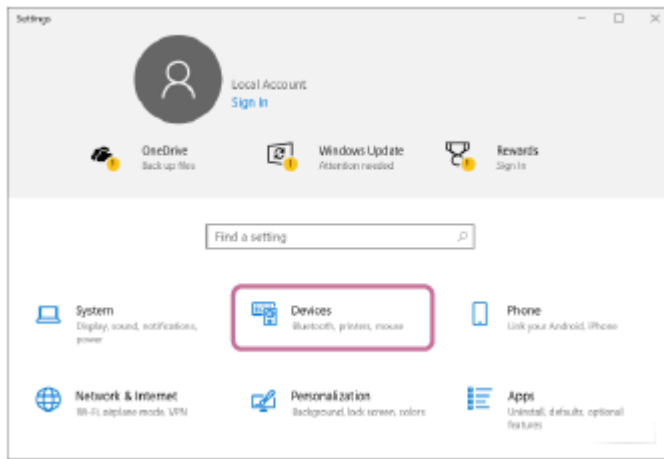 Settings
Local Account
Sign In
OneDrive
Back up files
Windows Update
Attention needed
Rewards
Sign In
Find a setting
System
Display, sound, notifications,
power
Devices
Bluetooth, printers, mouse
Phone
Link your Android, iPhone
Network & Internet
Wi-Fi, airplane mode, VPN
Personalization
Background, lock screen, colors
Apps
Uninstall, defaults, optional
features